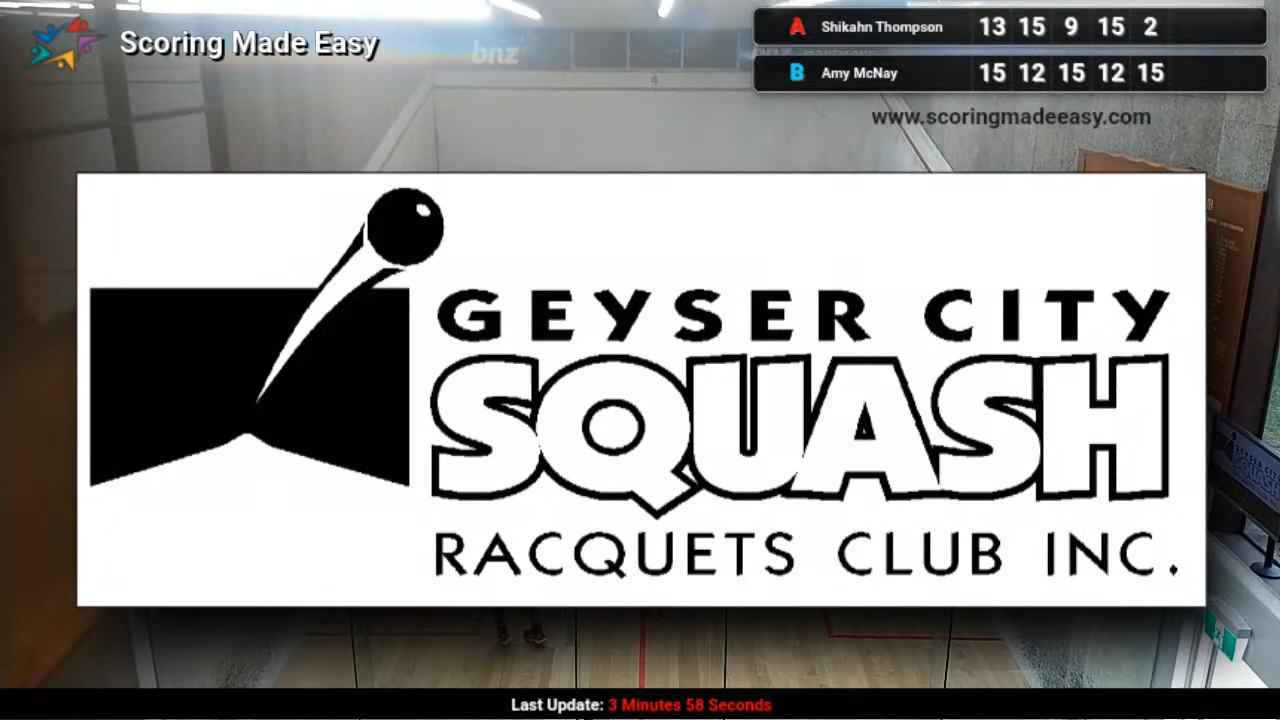 Scoring Made Easy
A Shikahn Thompson 13 15 9 15 2
B Amy McNay 15 12 15 12 15
www.scoringmadeeasy.com
bnz
4
GEYSER CITY
SQUASH
RACQUETS CLUB INC.
Last Update: 3 Minutes 58 Seconds